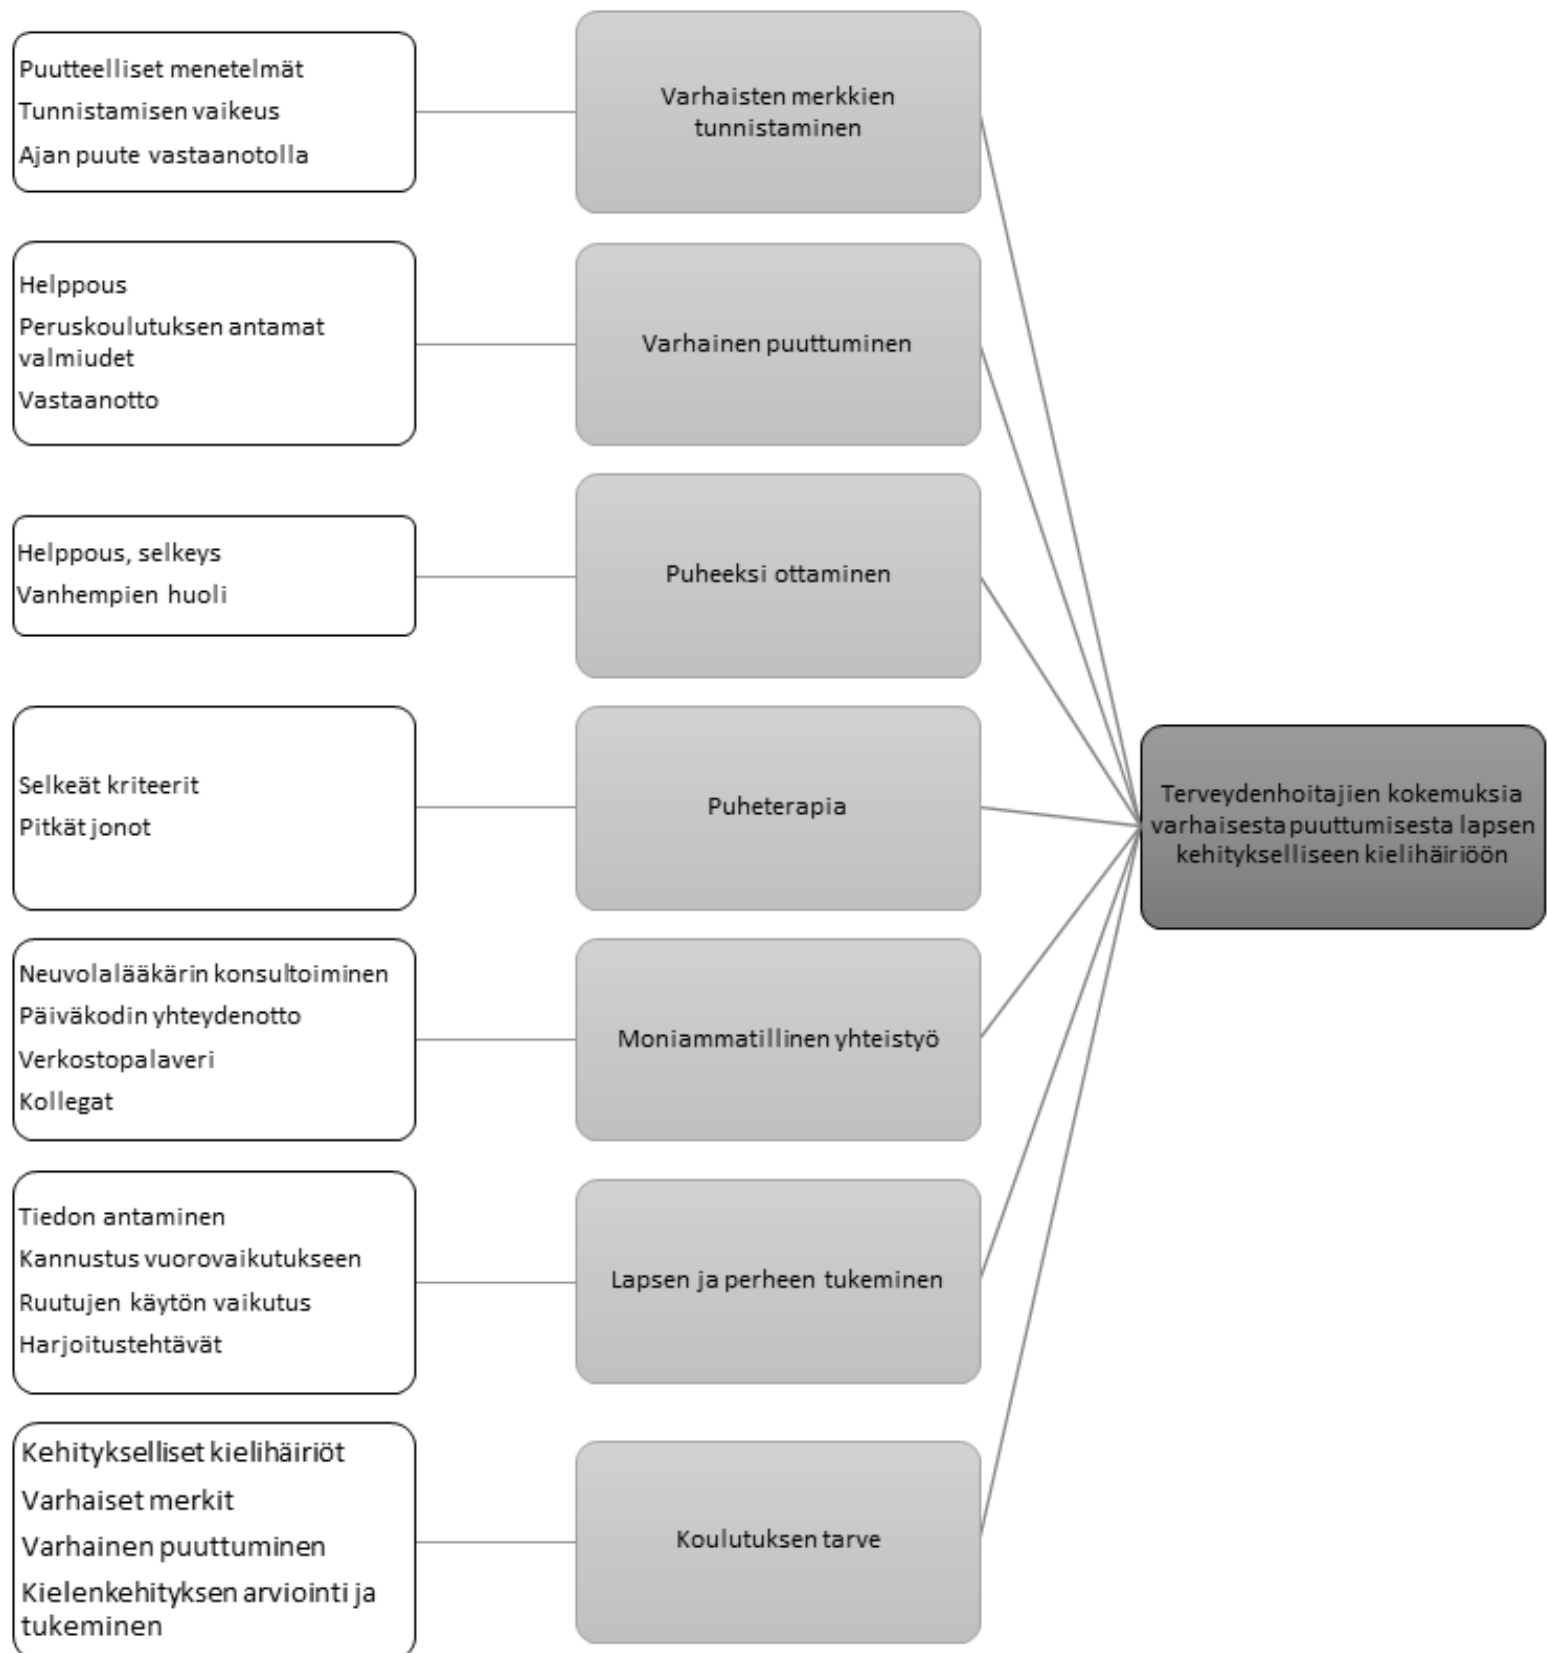 Puutteelliset menetelmät
Tunnistamisen vaikeus
Ajan puute vastaanotolla
Varhaisten merkkien
tunnistaminen
Helppous
Peruskoulutuksen antamat
valmiudet
Vastaanotto
Varhainen puuttuminen
Helppous, selkeys
Vanhempien huoli
Puheeksi ottaminen
Selkeät kriteerit
Pitkät jonot
Puheterapia
Neuvolalääkärin konsultoiminen
Päiväkodin yhteydenotto
Verkostopalaveri
Kollegat
Moniammatillinen yhteistyö
Tiedon antaminen
Kannustus vuorovaikutukseen
Ruutujen käytön vaikutus
Harjoitustehtävät
Lapsen ja perheen tukeminen
Kehitykselliset kielihäiriöt
Varhaiset merkit
Varhainen puuttuminen
Kielenkehityksen arviointi ja
tukeminen
Koulutuksen tarve
Terveydenhoitajien kokemuksia
varhaisesta puuttumisesta lapsen
kehitykselliseen kielihäiriöön